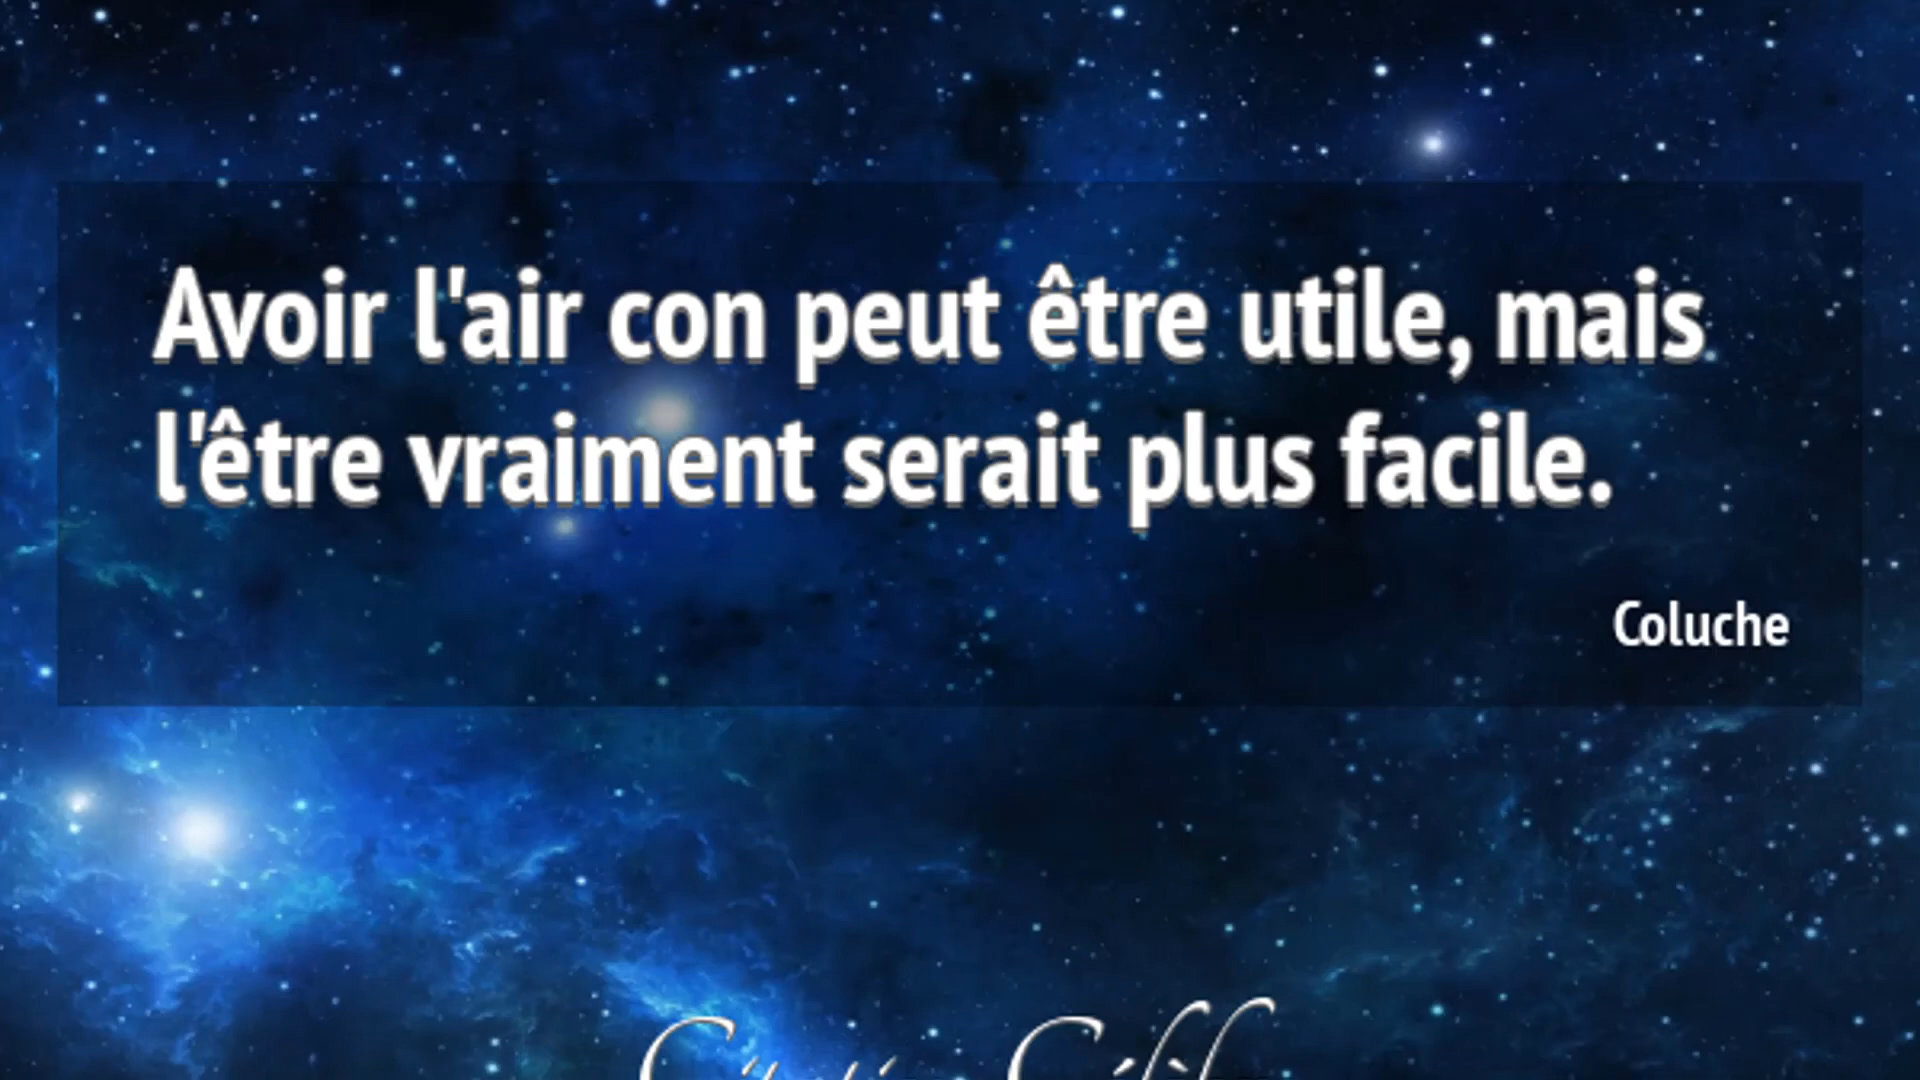 Avoir l'air con peut être utile, mais
l'être vraiment serait plus facile.
Coluche